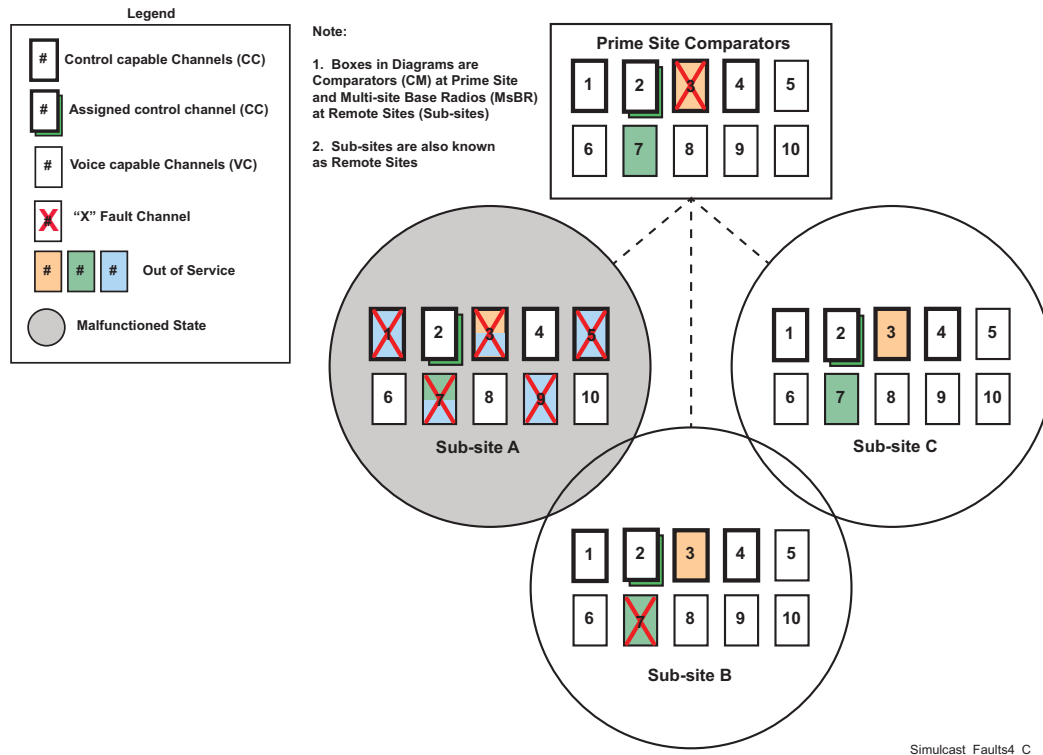 Legend
# Control capable Channels (CC)
# Assigned control channel (CC)
# Voice capable Channels (VC)
# “X” Fault Channel
# # # Out of Service
Malfunctioned State
Note:
1. Boxes in Diagrams are
Comparators (CM) at Prime Site
and Multi-site Base Radios (MsBR)
at Remote Sites (Sub-sites)
2. Sub-sites are also known
as Remote Sites
Prime Site Comparators
1 2 3 4 5
6 7 8 9 10
1 2 3 4 5
6 7 8 9 10
Sub-site A
1 2 3 4 5
6 7 8 9 10
Sub-site C
1 2 3 4 5
6 7 8 9 10
Sub-site B
Simulcast_Faults4_C